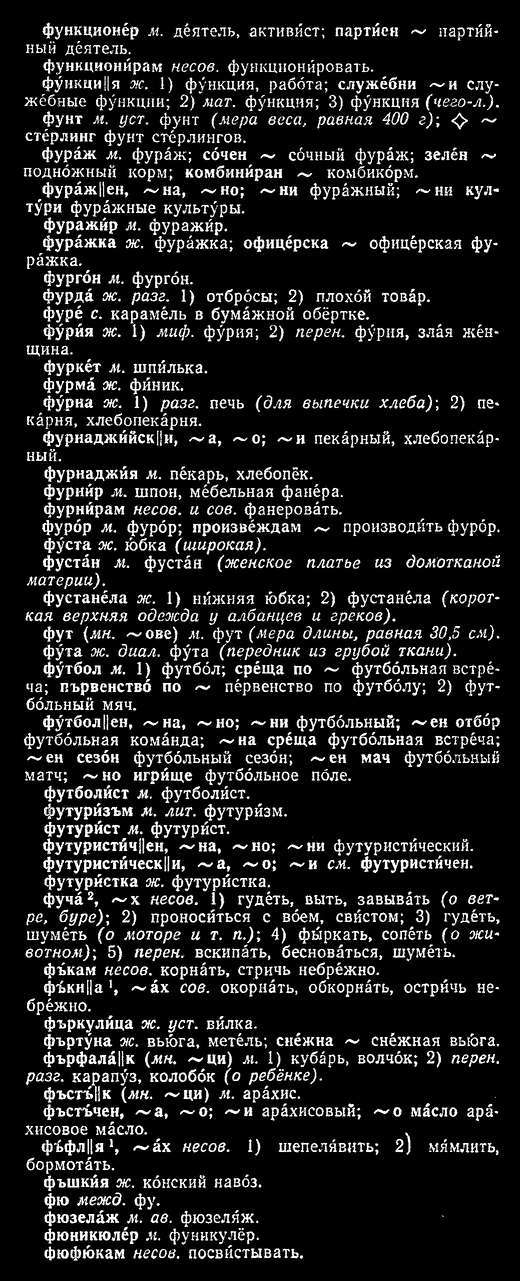 функционе́р м. де́ятель, активи́ст; парти́ен ~ парти́й-
ный де́ятель.
функциони́рам несов. функциони́ровать.
фу́нкци||я ж. 1) фу́нкция, рабо́та; служе́бни ~и слу-
же́бные фу́нкции; 2) мат. фу́нкция; 3) фу́нкция (чего-л.).
фунт м. уст. фунт (мера веса, равная 400 г); ◇ ~
сте́рлинг фунт сте́рлингов.
фура́ж м. фура́ж; со́чен ~ со́чный фура́ж; зеле́н ~
подно́жный корм; комбини́ран ~ комбико́рм.
фура́ж||ен, ~на, ~но; ~ни фура́жный; ~ни кул-
ту́ри фура́жные культу́ры.
фуражи́р м. фуражи́р.
фура́жка ж. фура́жка; офице́рска ~ офице́рская фу-
ра́жка.
фурго́н м. фурго́н.
фурда́ ж. разг. 1) отбро́сы; 2) плохо́й това́р.
фуре́ с. караме́ль в бума́жной обёртке.
фу́рия ж. 1) миф. фу́рия; 2) перен. фу́рия, зла́я же́н-
щина.
фурке́т м. шпи́лька.
фурма́ ж. фи́ник.
фу́рна ж. 1) разг. печь (для выпечки хлеба); 2) пе-
ка́рня, хлебопека́рня.
фурнаджи́йск||и, ~а, ~о; ~и пека́рный, хлебопека́р-
ный.
фурнаджи́я м. пе́карь, хлебопёк.
фурни́р м. шпон, ме́бельная фане́ра.
фурни́рам несов. и сов. фанерова́ть.
фуро́р м. фуро́р; произве́ждам ~ производи́ть фуро́р.
фу́ста ж. ю́бка (широкая).
фуста́н м. фуста́н (женское платье из домотканой
материи).
фустане́ла ж. 1) ни́жняя ю́бка; 2) фустане́ла (корот-
кая верхняя одежда у албанцев и греков).
фут (мн. ~ове) м. фут (мера длины, равная 30,5 см).
фу́та ж. диал. фу́та (передник из грубой ткани).
фу́тбол м. 1) футбо́л; сре́ща по ~ футбо́льная встре́-
ча; първенство́ по ~ пе́рвенство по футбо́лу; 2) фут-
бо́льный мяч.
фу́тбол||ен, ~на, ~но; ~ни футбо́льный; ~ен отбо́р
футбо́льная кома́нда; ~на сре́ща футбо́льная встре́ча;
~ен сезо́н футбо́льный сезо́н; ~ен мач футбо́льный
матч; ~но игри́ще футбо́льное по́ле.
футболи́ст м. футболи́ст.
футури́зъм м. лит. футури́зм.
футури́ст м. футури́ст.
футуристи́ч||ен, ~на, ~но; ~ни футуристи́ческий.
футуристи́ческ||и, ~а, ~о; ~и см. футуристи́чен.
футури́стка ж. футури́стка.
фуча́², ~х несов. 1) гуде́ть, выть, завыва́ть (о вет-
ре, буре); 2) проноси́ться с во́ем, сви́стом; 3) гуде́ть,
шуме́ть (о моторе и т. п.); 4) фы́ркать, сопе́ть (о жи-
вотном); 5) перен. вскипа́ть, беснова́ться, шуме́ть.
фъ́кам несов. корна́ть, стричь небре́жно.
фъ́кн||а¹, ~ах сов. окорна́ть, обкорна́ть, остри́чь не-
бре́жно.
фъркули́ца ж. уст. ви́лка.
фърту́на ж. вью́га, мете́ль; сне́жна ~ сне́жная вью́га.
фърфала́||к (мн. ~ци) м. 1) куба́рь, волчо́к; 2) перен.
разг. карапу́з, колобо́к (о ребёнке).
фъстъ́||к (мн. ~ци) м. ара́хис.
фъстъ́чен, ~а, ~о; ~и ара́хисовый; ~о ма́сло ара́-
хисовое ма́сло.
фъ́фл||я¹, ~ах несов. 1) шепеля́вить; 2) мя́млить,
бормота́ть.
фъшки́я ж. ко́нский наво́з.
фю межд. фу.
фюзела́ж м. ав. фюзеля́ж.
фюникюле́р м. фуникулёр.
фюфю́кам несов. посви́стывать.